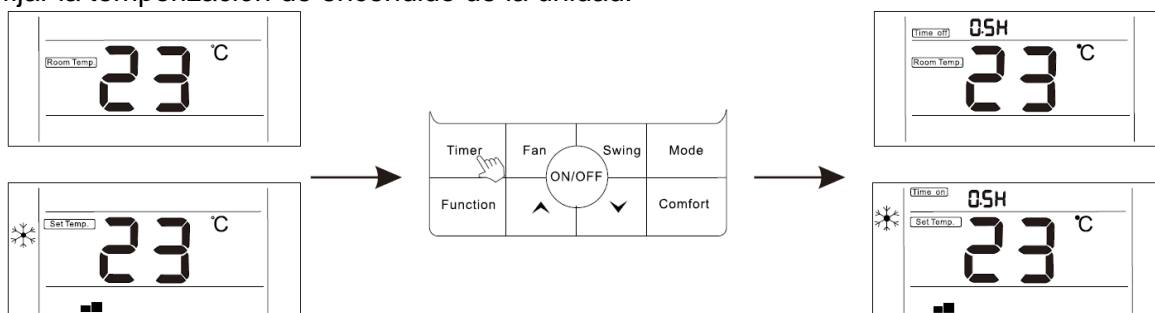 fijar la temporización de encendido de la unidad.
Room Temp.
23 °C
Set Temp.
23 °C
Timer Fan Swing Mode
ON/OFF
Function Comfort
Time off 0.5H
Room Temp.
23 °C
Time on 0.5H
Set Temp.
23 °C